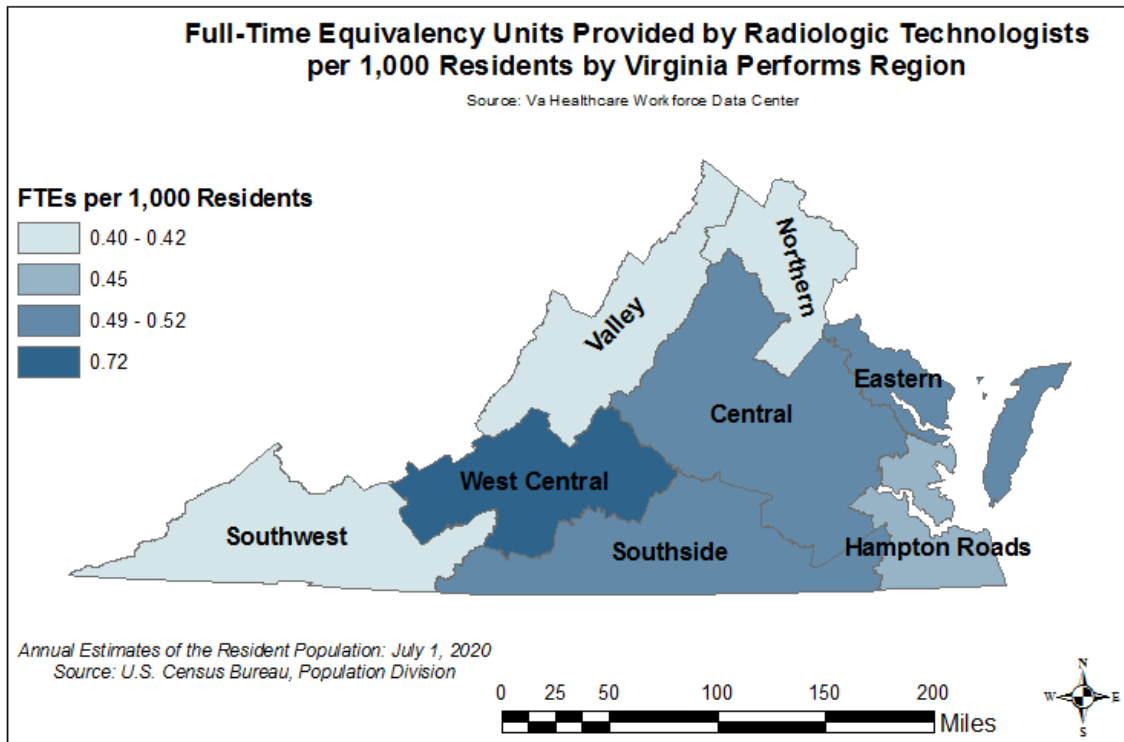 Full-Time Equivalency Units Provided by Radiologic Technologists
per 1,000 Residents by Virginia Performs Region
Source: Va Healthcare Workforce Data Center
FTEs per 1,000 Residents
0.40 - 0.42
0.45
0.49 - 0.52
0.72
Northern
Valley
Eastern
Central
West Central
Southwest
Southside
Hampton Roads
Annual Estimates of the Resident Population: July 1, 2020
Source: U.S. Census Bureau, Population Division
0 25 50 100 150 200
Miles
N
W E
S